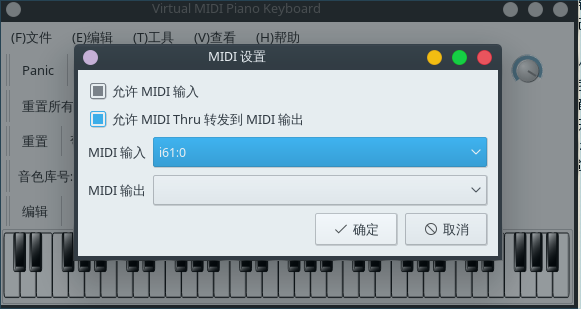 Virtual MIDI Piano Keyboard
(F)文件 (E)编辑 (T)工具 (V)查看 (H)帮助
MIDI 设置
Panic
允许 MIDI 输入
重置所有
允许 MIDI Thru 转发到 MIDI 输出
重置
MIDI 输入 i61:0
音色库号:
MIDI 输出
编辑
确定 取消